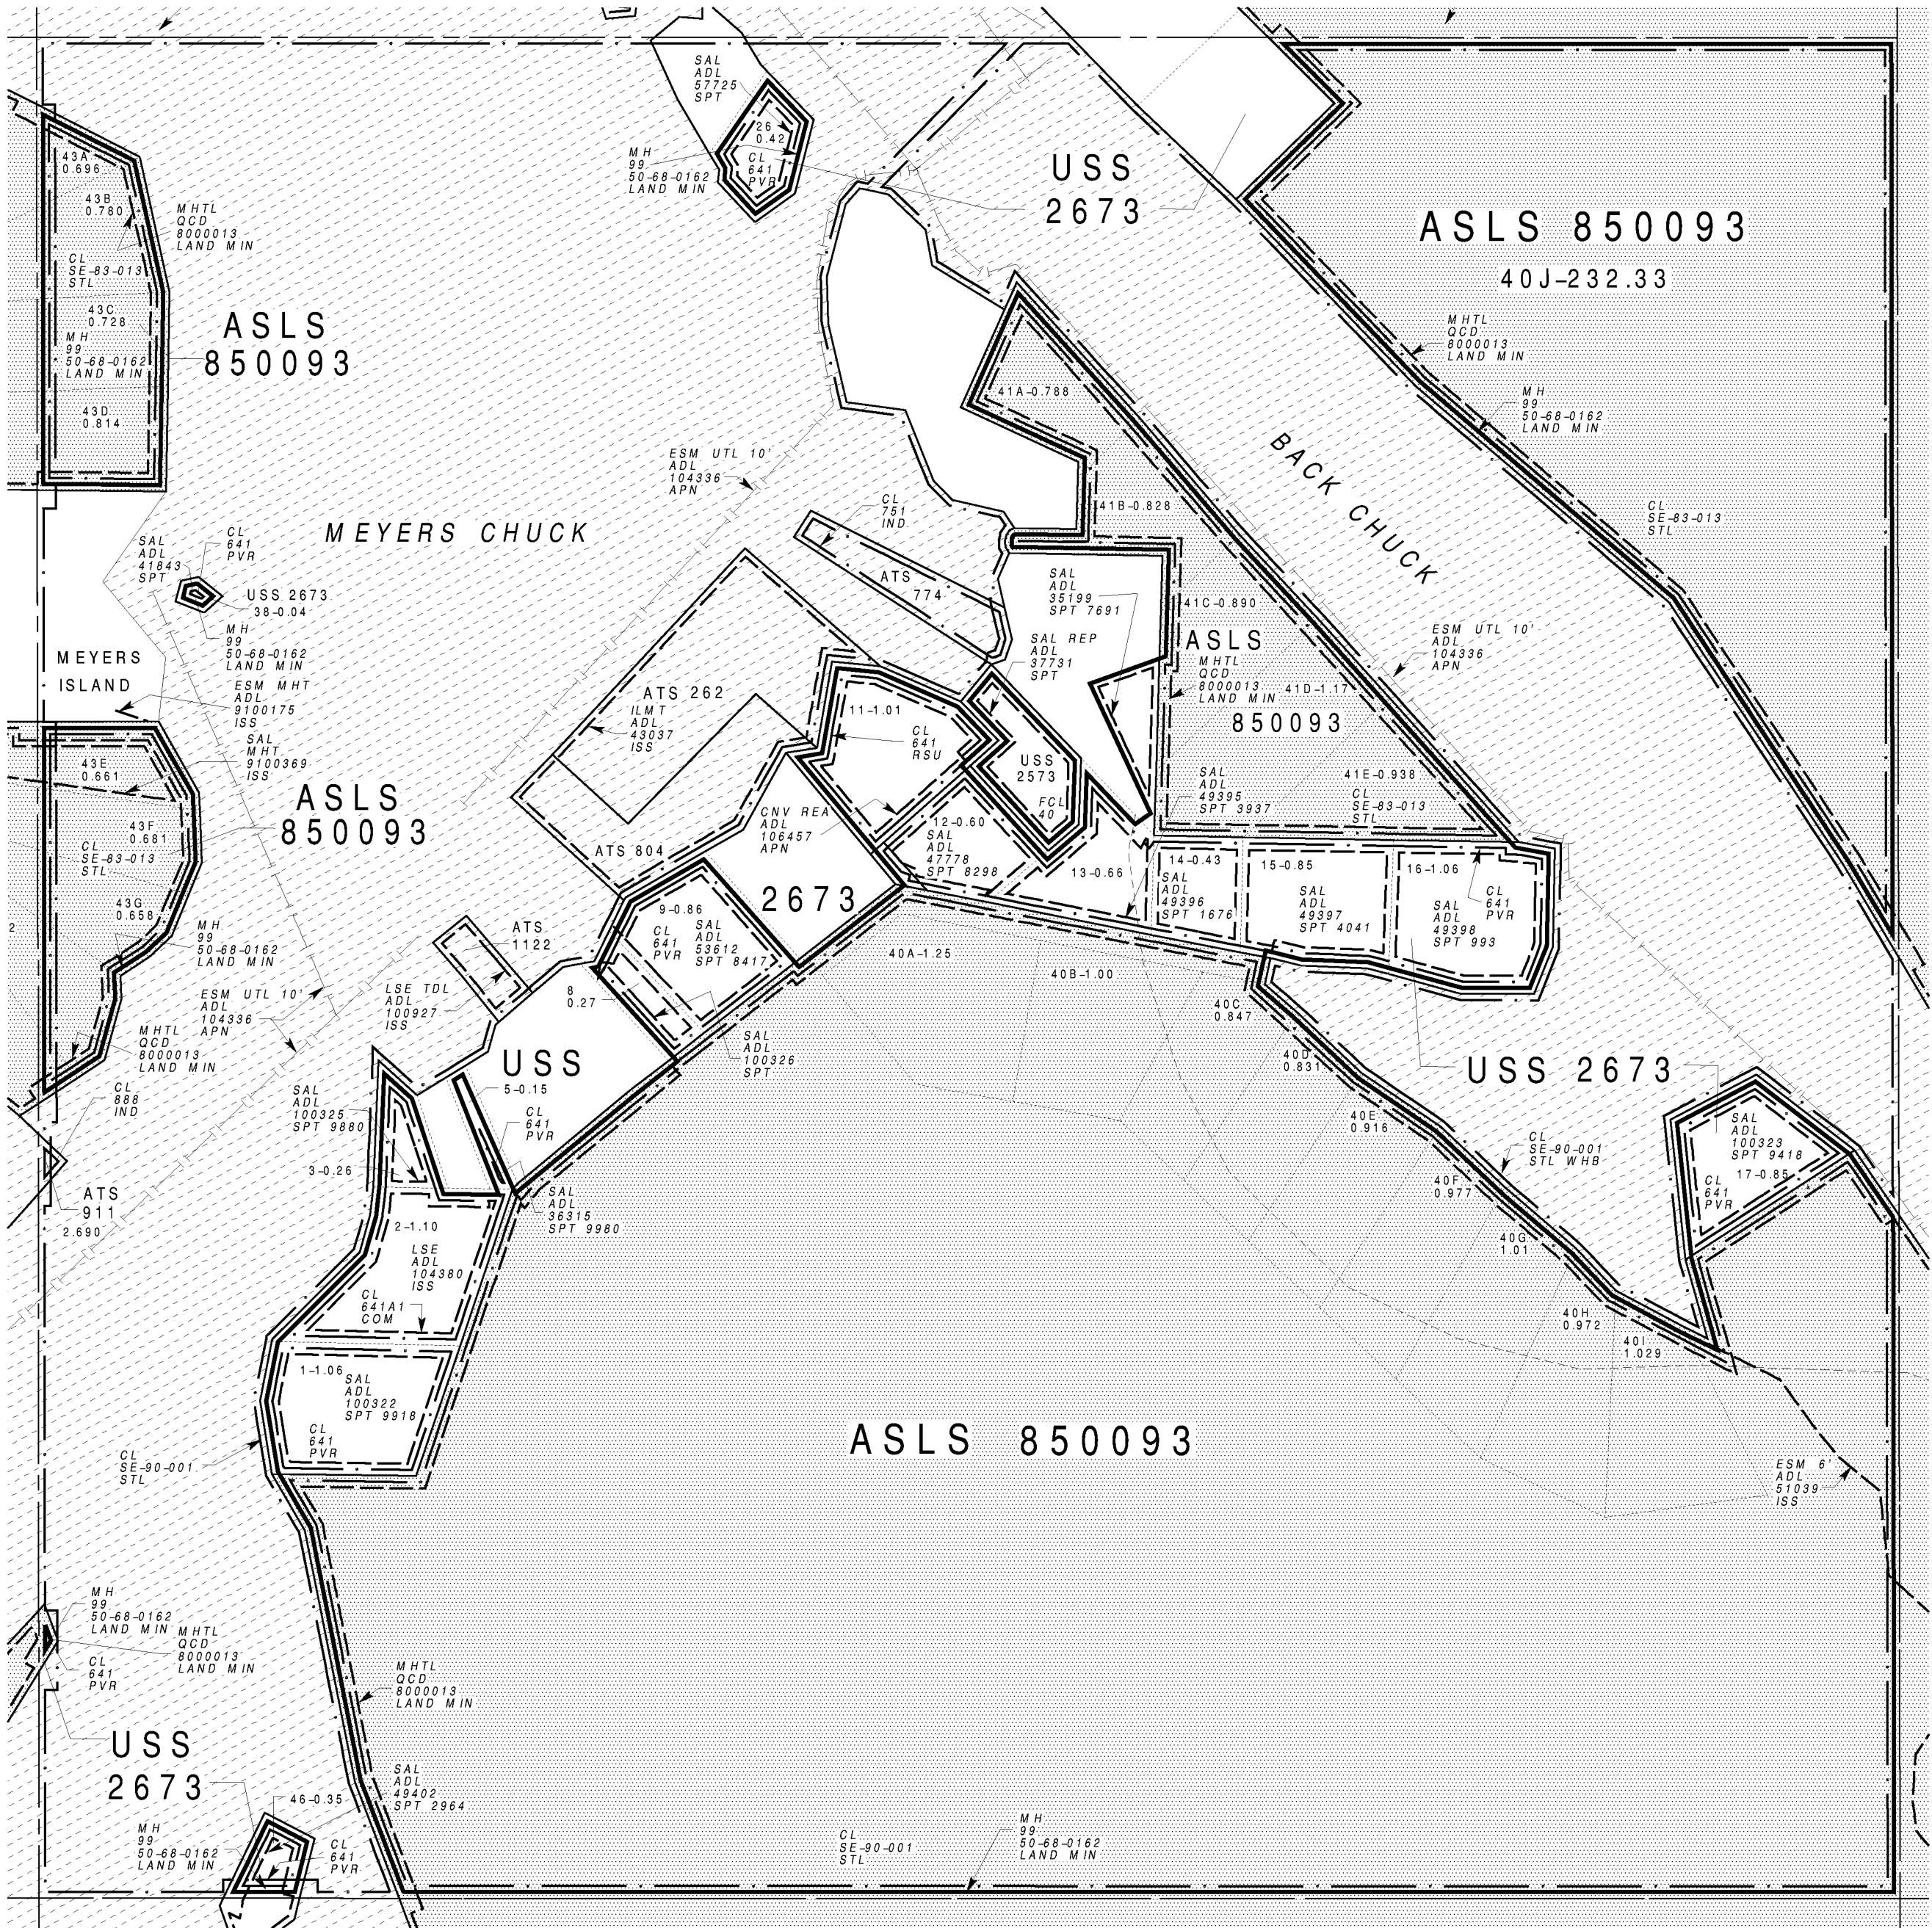 SAL
ADL
57725
SPT
26
0.42
CL
641
PVR
MH
99
50-68-0162
LAND MIN
USS
2673
ASLS 850093
40J-232.33
43A
0.696
43B
0.780
MHTL
QCD
8000013
LAND MIN
CL
SE-83-013
STL
43C
0.728
MH
99
50-68-0162
LAND MIN
ASLS
850093
43D
0.814
MHTL
QCD
8000013
LAND MIN
MH
99
50-68-0162
LAND MIN
CL
SE-83-013
STL
41A-0.788
41B-0.828
BACK CHUCK
ESM UTL 10'
ADL
104336
APN
CL
751
IND
MEYERS CHUCK
SAL
ADL
41843
SPT
CL
641
PVR
USS 2673
38-0.04
MH
99
50-68-0162
LAND MIN
ATS
774
SAL
ADL
35199
SPT 7691
41C-0.890
SAL REP
ADL
37731
SPT
ASLS
MHTL
QCD
8000013
LAND MIN
41D-1.17
850093
ESM UTL 10'
ADL
104336
APN
MEYERS
ISLAND
ESM MHT
ADL
9100175
ISS
SAL
MHT
9100369
ISS
ATS 262
ILMT
ADL
43037
ISS
11-1.01
CL
641
RSU
USS
2573
FCL
40
SAL
ADL
49395
SPT 3937
41E-0.938
CL
SE-83-013
STL
43E
0.661
ASLS
850093
43F
0.681
CL
SE-83-013
STL
43G
0.658
2
CNV REA
ADL
106457
APN
12-0.60
SAL
ADL
47778
SPT 8298
13-0.66
14-0.43
SAL
ADL
49396
SPT 1676
15-0.85
SAL
ADL
49397
SPT 4041
16-1.06
SAL
ADL
49398
SPT 993
CL
641
PVR
ATS 804
2673
9-0.86
CL
641
PVR
SAL
ADL
53612
SPT 8417
ATS
1122
MH
99
50-68-0162
LAND MIN
ESM UTL 10'
ADL
104336
APN
LSE TDL
ADL
100927
ISS
8
0.27
40A-1.25
40B-1.00
40C
0.847
MHTL
QCD
8000013
LAND MIN
CL
888
IND
USS
SAL
ADL
100326
SPT
5-0.15
CL
641
PVR
40D
0.831
USS 2673
SAL
ADL
100325
SPT 9880
3-0.26
40E
0.916
CL
SE-90-001
STL WHB
SAL
ADL
100323
SPT 9418
17-0.85
CL
641
PVR
40F
0.977
ATS
911
2.690
SAL
ADL
36315
SPT 9980
2-1.10
LSE
ADL
104380
ISS
CL
641A1
COM
40G
1.01
40H
0.972
40I
1.029
1-1.06
SAL
ADL
100322
SPT 9918
CL
641
PVR
CL
SE-90-001
STL
ASLS 850093
ESM 6'
ADL
51039
ISS
MH
99
50-68-0162
LAND MIN
MHTL
QCD
8000013
LAND MIN
CL
641
PVR
MHTL
QCD
8000013
LAND MIN
USS
2673
SAL
ADL
49402
SPT 2964
46-0.35
MH
99
50-68-0162
LAND MIN
CL
641
PVR
CL
SE-90-001
STL
MH
99
50-68-0162
LAND MIN